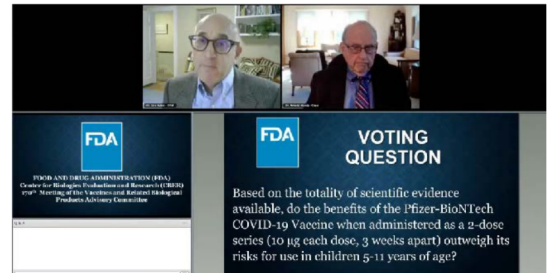 FDA
FOOD AND DRUG ADMINISTRATION (FDA)
Center for Biologics Evaluation and Research (CBER)
170th Meeting of the Vaccines and Related Biological
Products Advisory Committee
FDA
VOTING
QUESTION
Based on the totality of scientific evidence
available, do the benefits of the Pfizer-BioNTech
COVID-19 Vaccine when administered as a 2-dose
series (10 µg each dose, 3 weeks apart) outweigh its
risks for use in children 5-11 years of age?